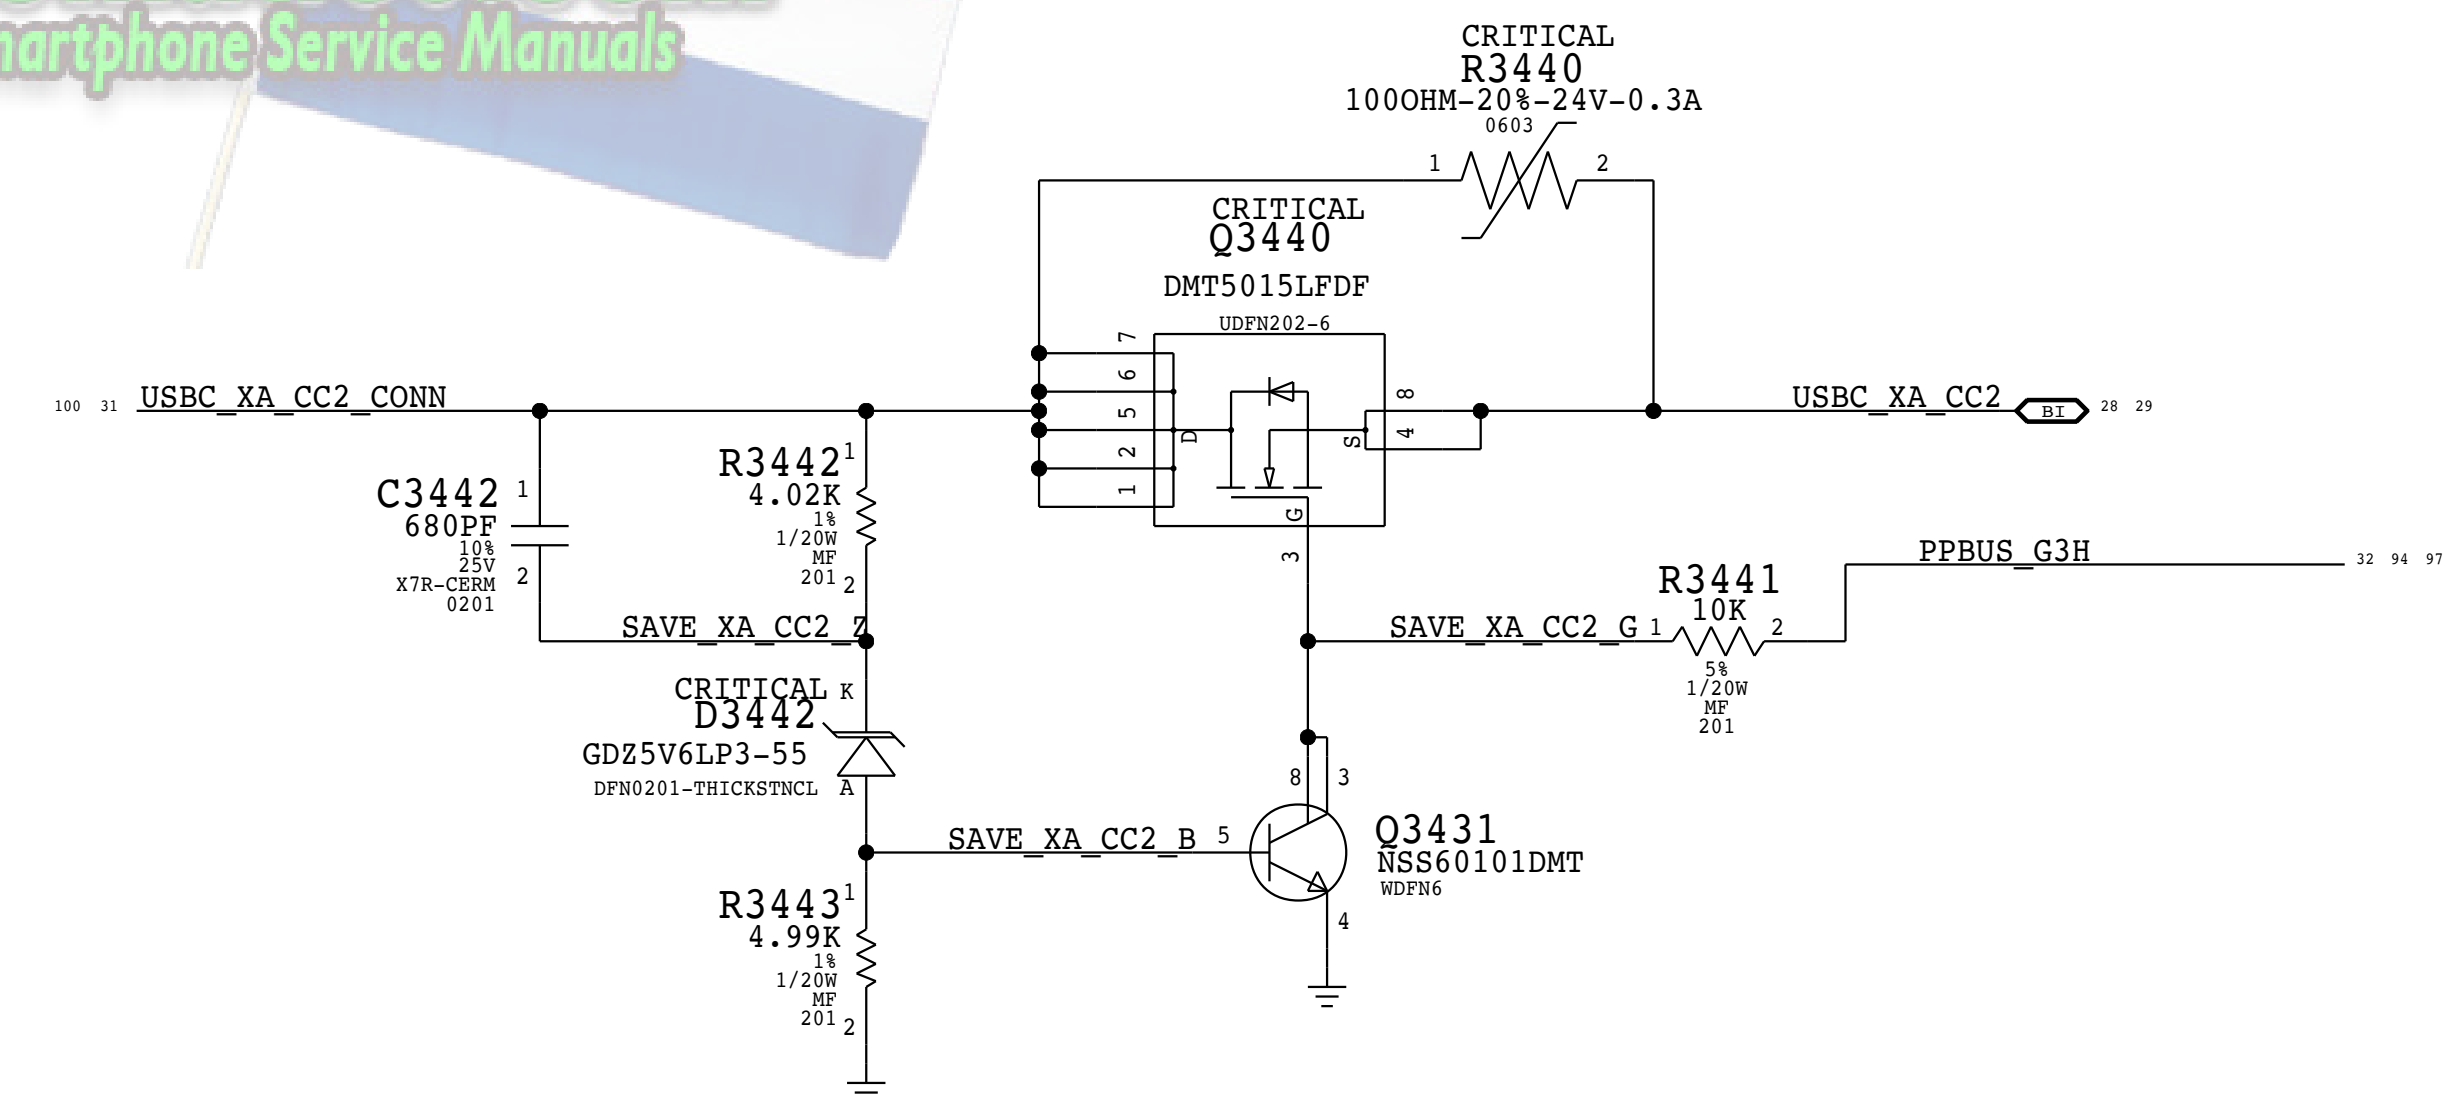 Smartphone Service Manuals
CRITICAL
R3440
100OHM-20%-24V-0.3A
0603
1
2
CRITICAL
Q3440
DMT5015LFDF
UDFN202-6
7
6
5
2
1
D
S
G
8
4
3
100 31 USBC_XA_CC2_CONN
USBC_XA_CC2 BI 28 29
C3442
680PF
10%
25V
X7R-CERM
0201
1
2
R3442
4.02K
1%
1/20W
MF
201
1
2
SAVE_XA_CC2_Z
PPBUS_G3H 32 94 97
R3441
10K
SAVE_XA_CC2_G 1 2
5%
1/20W
MF
201
CRITICAL K
D3442
GDZ5V6LP3-55
DFN0201-THICKSTNCL A
8 3
SAVE_XA_CC2_B 5
Q3431
NSS60101DMT
WDFN6
4
R3443
4.99K
1%
1/20W
MF
201
1
2